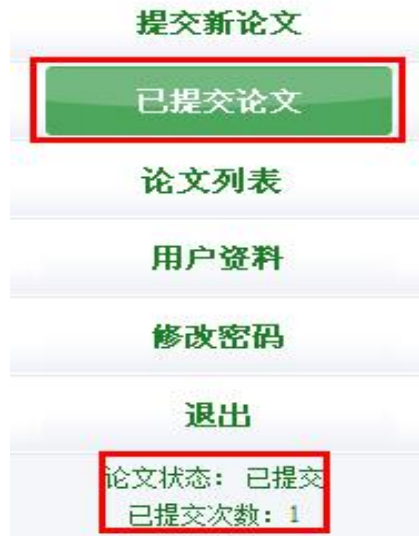 提交新论文
已提交论文
论文列表
用户资料
修改密码
退出
论文状态： 已提交
已提交次数：1